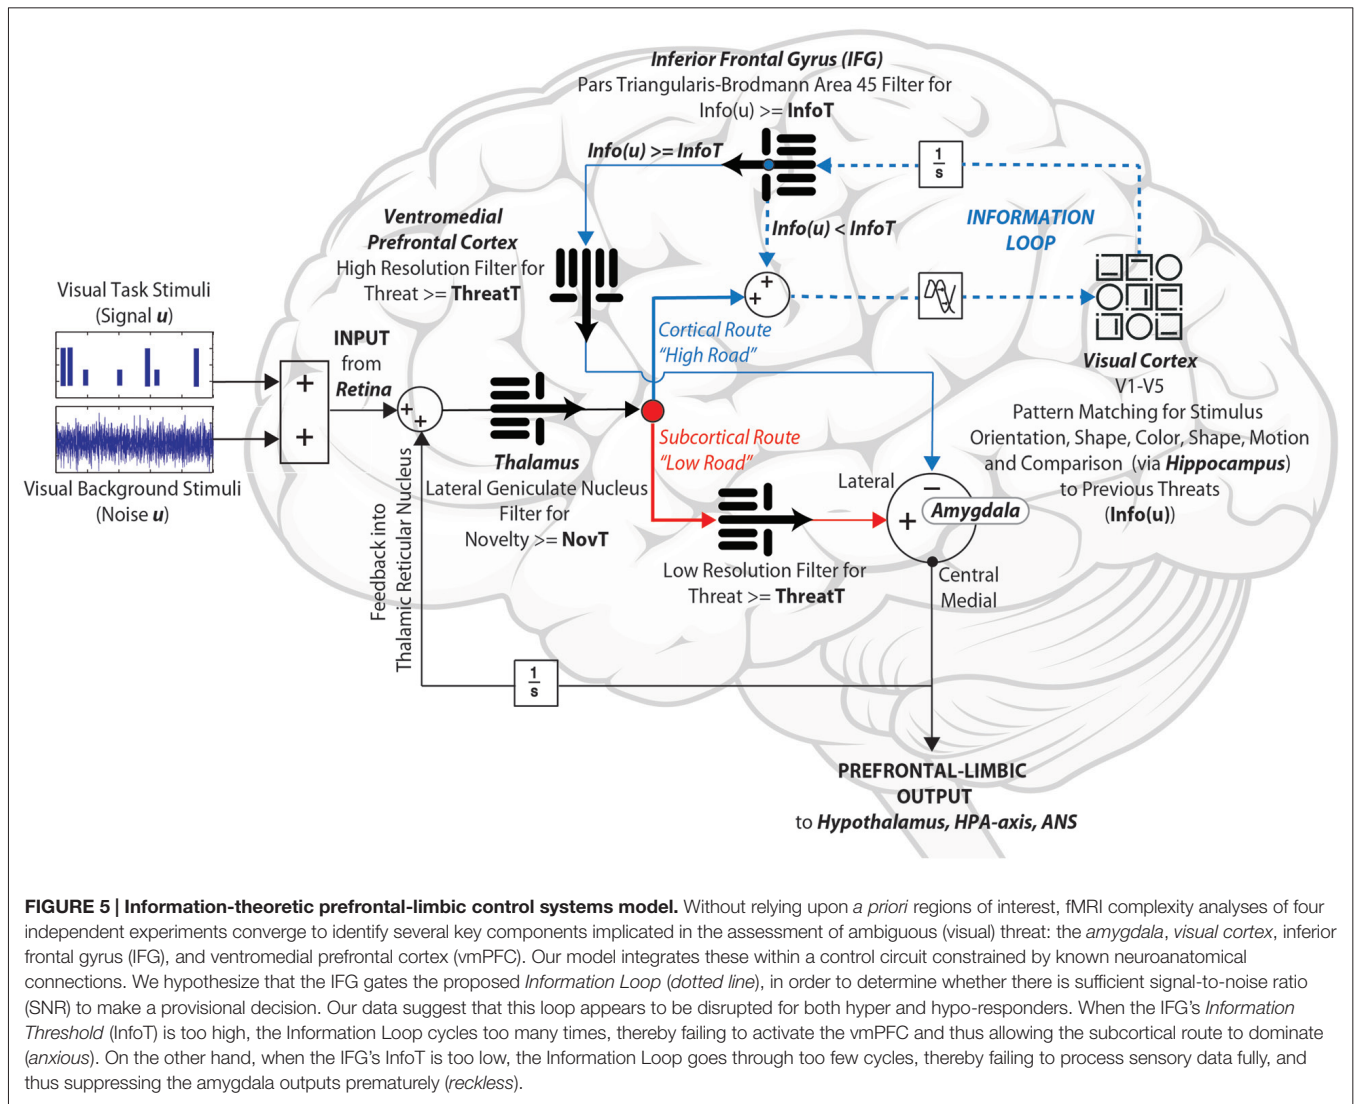 Inferior Frontal Gyrus (IFG)
Pars Triangularis-Brodmann Area 45 Filter for
Info(u) >= InfoT
Info(u) >= InfoT
1
s
Info(u) < InfoT
INFORMATION
LOOP
Ventromedial
Prefrontal Cortex
High Resolution Filter for
Threat >= ThreatT
+
+
Visual Task Stimuli
(Signal u)
INPUT
from
Retina
+
+
+
+
Cortical Route
“High Road”
Visual Cortex
V1-V5
Pattern Matching for Stimulus
Orientation, Shape, Color, Shape, Motion
and Comparison (via Hippocampus)
to Previous Threats
(Info(u))
Visual Background Stimuli
(Noise u)
Thalamus
Lateral Geniculate Nucleus
Filter for
Novelty >= NovT
Subcortical Route
“Low Road”
Low Resolution Filter for
Threat >= ThreatT
Lateral
−
+
Amygdala
Central
Medial
Feedback into
Thalamic Reticular Nucleus
1
s
PREFRONTAL-LIMBIC
OUTPUT
to Hypothalamus, HPA-axis, ANS
FIGURE 5 | Information-theoretic prefrontal-limbic control systems model. Without relying upon a priori regions of interest, fMRI complexity analyses of four
independent experiments converge to identify several key components implicated in the assessment of ambiguous (visual) threat: the amygdala, visual cortex, inferior
frontal gyrus (IFG), and ventromedial prefrontal cortex (vmPFC). Our model integrates these within a control circuit constrained by known neuroanatomical
connections. We hypothesize that the IFG gates the proposed Information Loop (dotted line), in order to determine whether there is sufficient signal-to-noise ratio
(SNR) to make a provisional decision. Our data suggest that this loop appears to be disrupted for both hyper and hypo-responders. When the IFG’s Information
Threshold (InfoT) is too high, the Information Loop cycles too many times, thereby failing to activate the vmPFC and thus allowing the subcortical route to dominate
(anxious). On the other hand, when the IFG’s InfoT is too low, the Information Loop goes through too few cycles, thereby failing to process sensory data fully, and
thus suppressing the amygdala outputs prematurely (reckless).